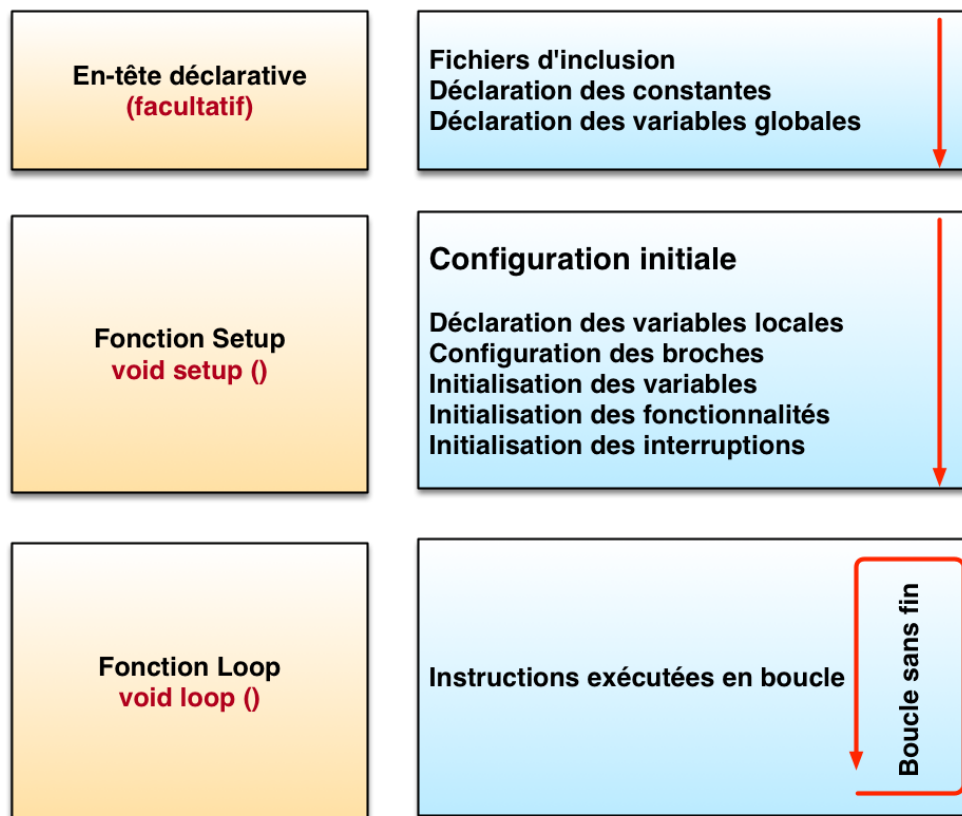 En-tête déclarative
(facultatif)
Fichiers d'inclusion
Déclaration des constantes
Déclaration des variables globales
Fonction Setup
void setup ()
Configuration initiale
Déclaration des variables locales
Configuration des broches
Initialisation des variables
Initialisation des fonctionnalités
Initialisation des interruptions
Fonction Loop
void loop ()
Instructions exécutées en boucle
Boucle sans fin